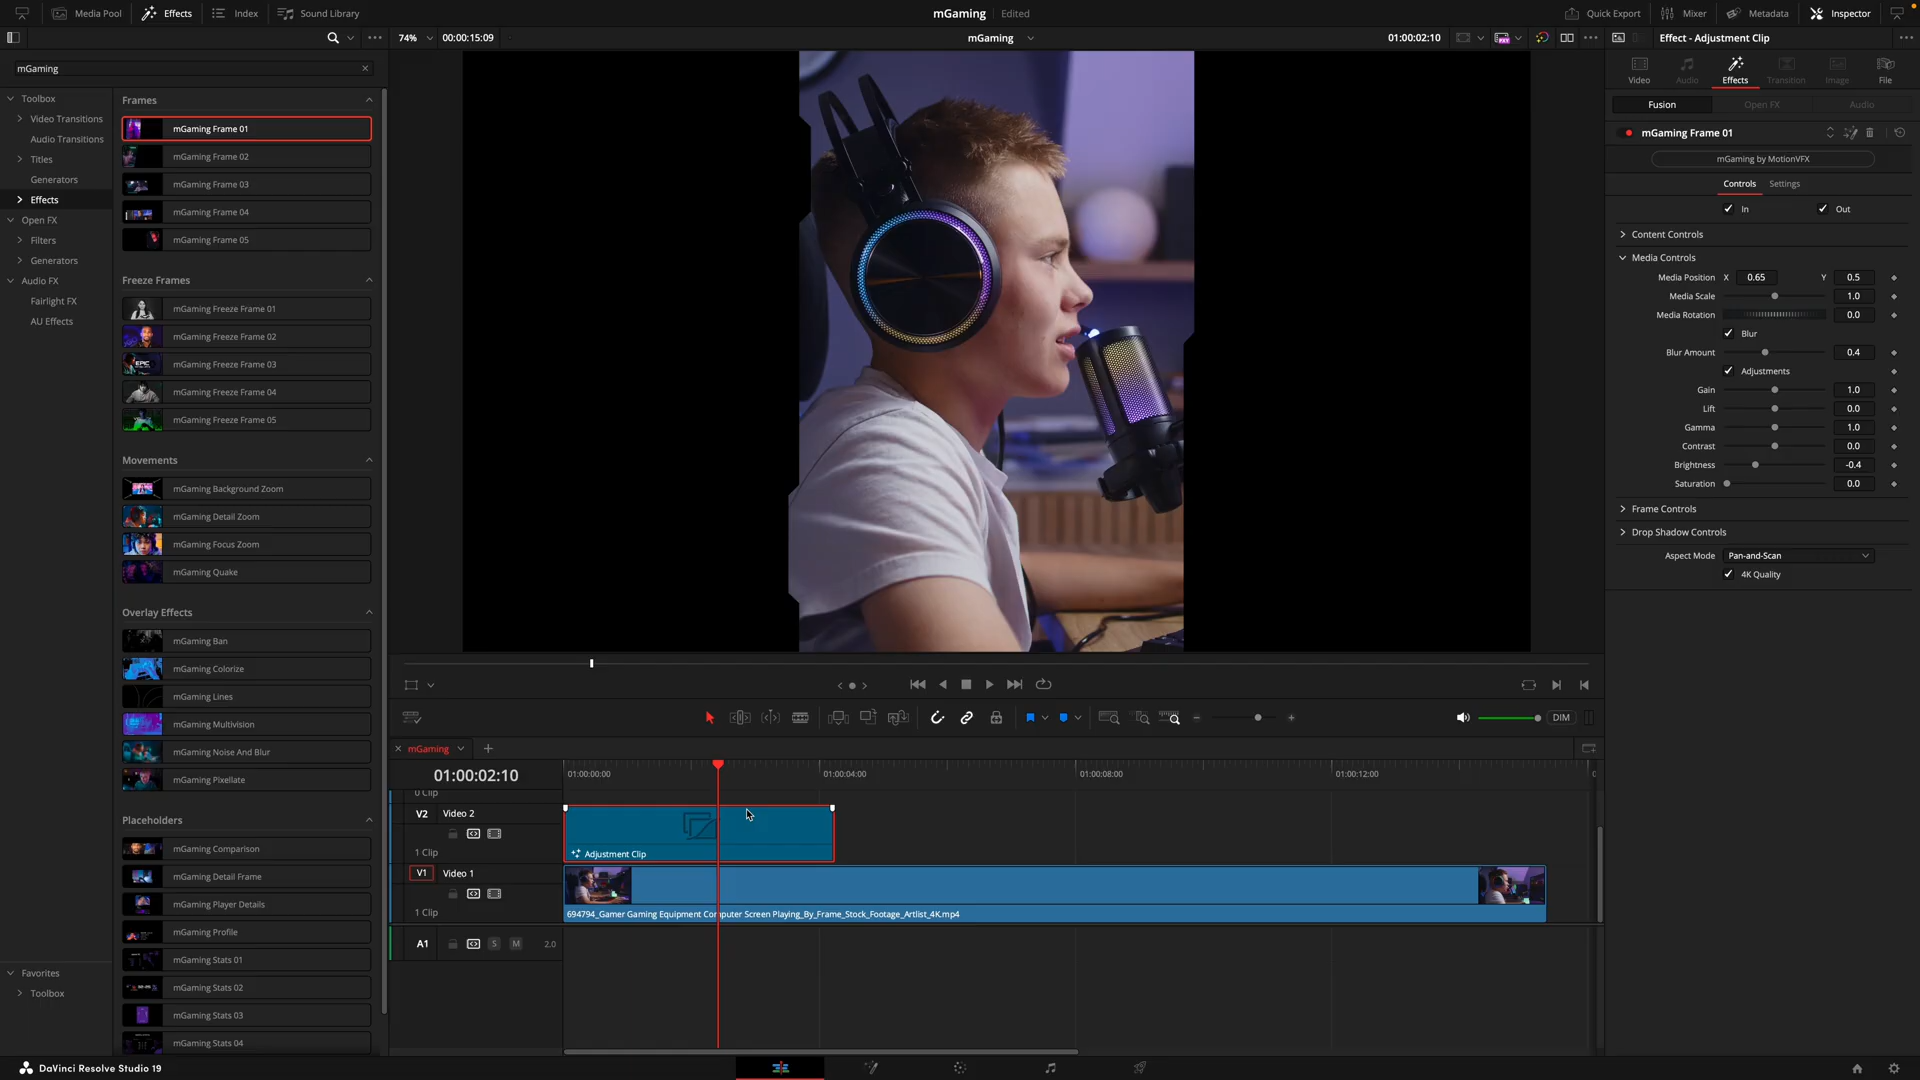 Media Pool
Effects
Index
Sound Library
mGaming
Edited
Quick Export
Mixer
Metadata
Inspector
74%
00:00:15:09
mGaming
01:00:02:10
Effect - Adjustment Clip
mGaming
Toolbox
Video Transitions
Audio Transitions
Titles
Generators
Effects
Open FX
Filters
Generators
Audio FX
Fairlight FX
AU Effects
Favorites
Toolbox
Frames
mGaming Frame 01
mGaming Frame 02
mGaming Frame 03
mGaming Frame 04
mGaming Frame 05
Freeze Frames
mGaming Freeze Frame 01
mGaming Freeze Frame 02
mGaming Freeze Frame 03
mGaming Freeze Frame 04
mGaming Freeze Frame 05
Movements
mGaming Background Zoom
mGaming Detail Zoom
mGaming Focus Zoom
mGaming Quake
Overlay Effects
mGaming Ban
mGaming Colorize
mGaming Lines
mGaming Multivision
mGaming Noise And Blur
mGaming Pixellate
Placeholders
mGaming Comparison
mGaming Detail Frame
mGaming Player Details
mGaming Profile
mGaming Stats 01
mGaming Stats 02
mGaming Stats 03
mGaming Stats 04
Video
Audio
Effects
Transition
Image
File
Fusion
Open FX
Audio
mGaming Frame 01
mGaming by MotionVFX
Controls
Settings
In
Out
Content Controls
Media Controls
Media Position X 0.65 Y 0.5
Media Scale 1.0
Media Rotation 0.0
Blur
Blur Amount 0.4
Adjustments
Gain 1.0
Lift 0.0
Gamma 1.0
Contrast 0.0
Brightness -0.4
Saturation 0.0
Frame Controls
Drop Shadow Controls
Aspect Mode Pan-and-Scan
4K Quality
DIM
mGaming
01:00:02:10
01:00:00:00
01:00:04:00
01:00:08:00
01:00:12:00
0 Clip
V2 Video 2
1 Clip
Adjustment Clip
V1 Video 1
1 Clip
694794_Gamer Gaming Equipment Computer Screen Playing_By_Frame_Stock_Footage_Artlist_4K.mp4
A1
S
M
2.0
DaVinci Resolve Studio 19